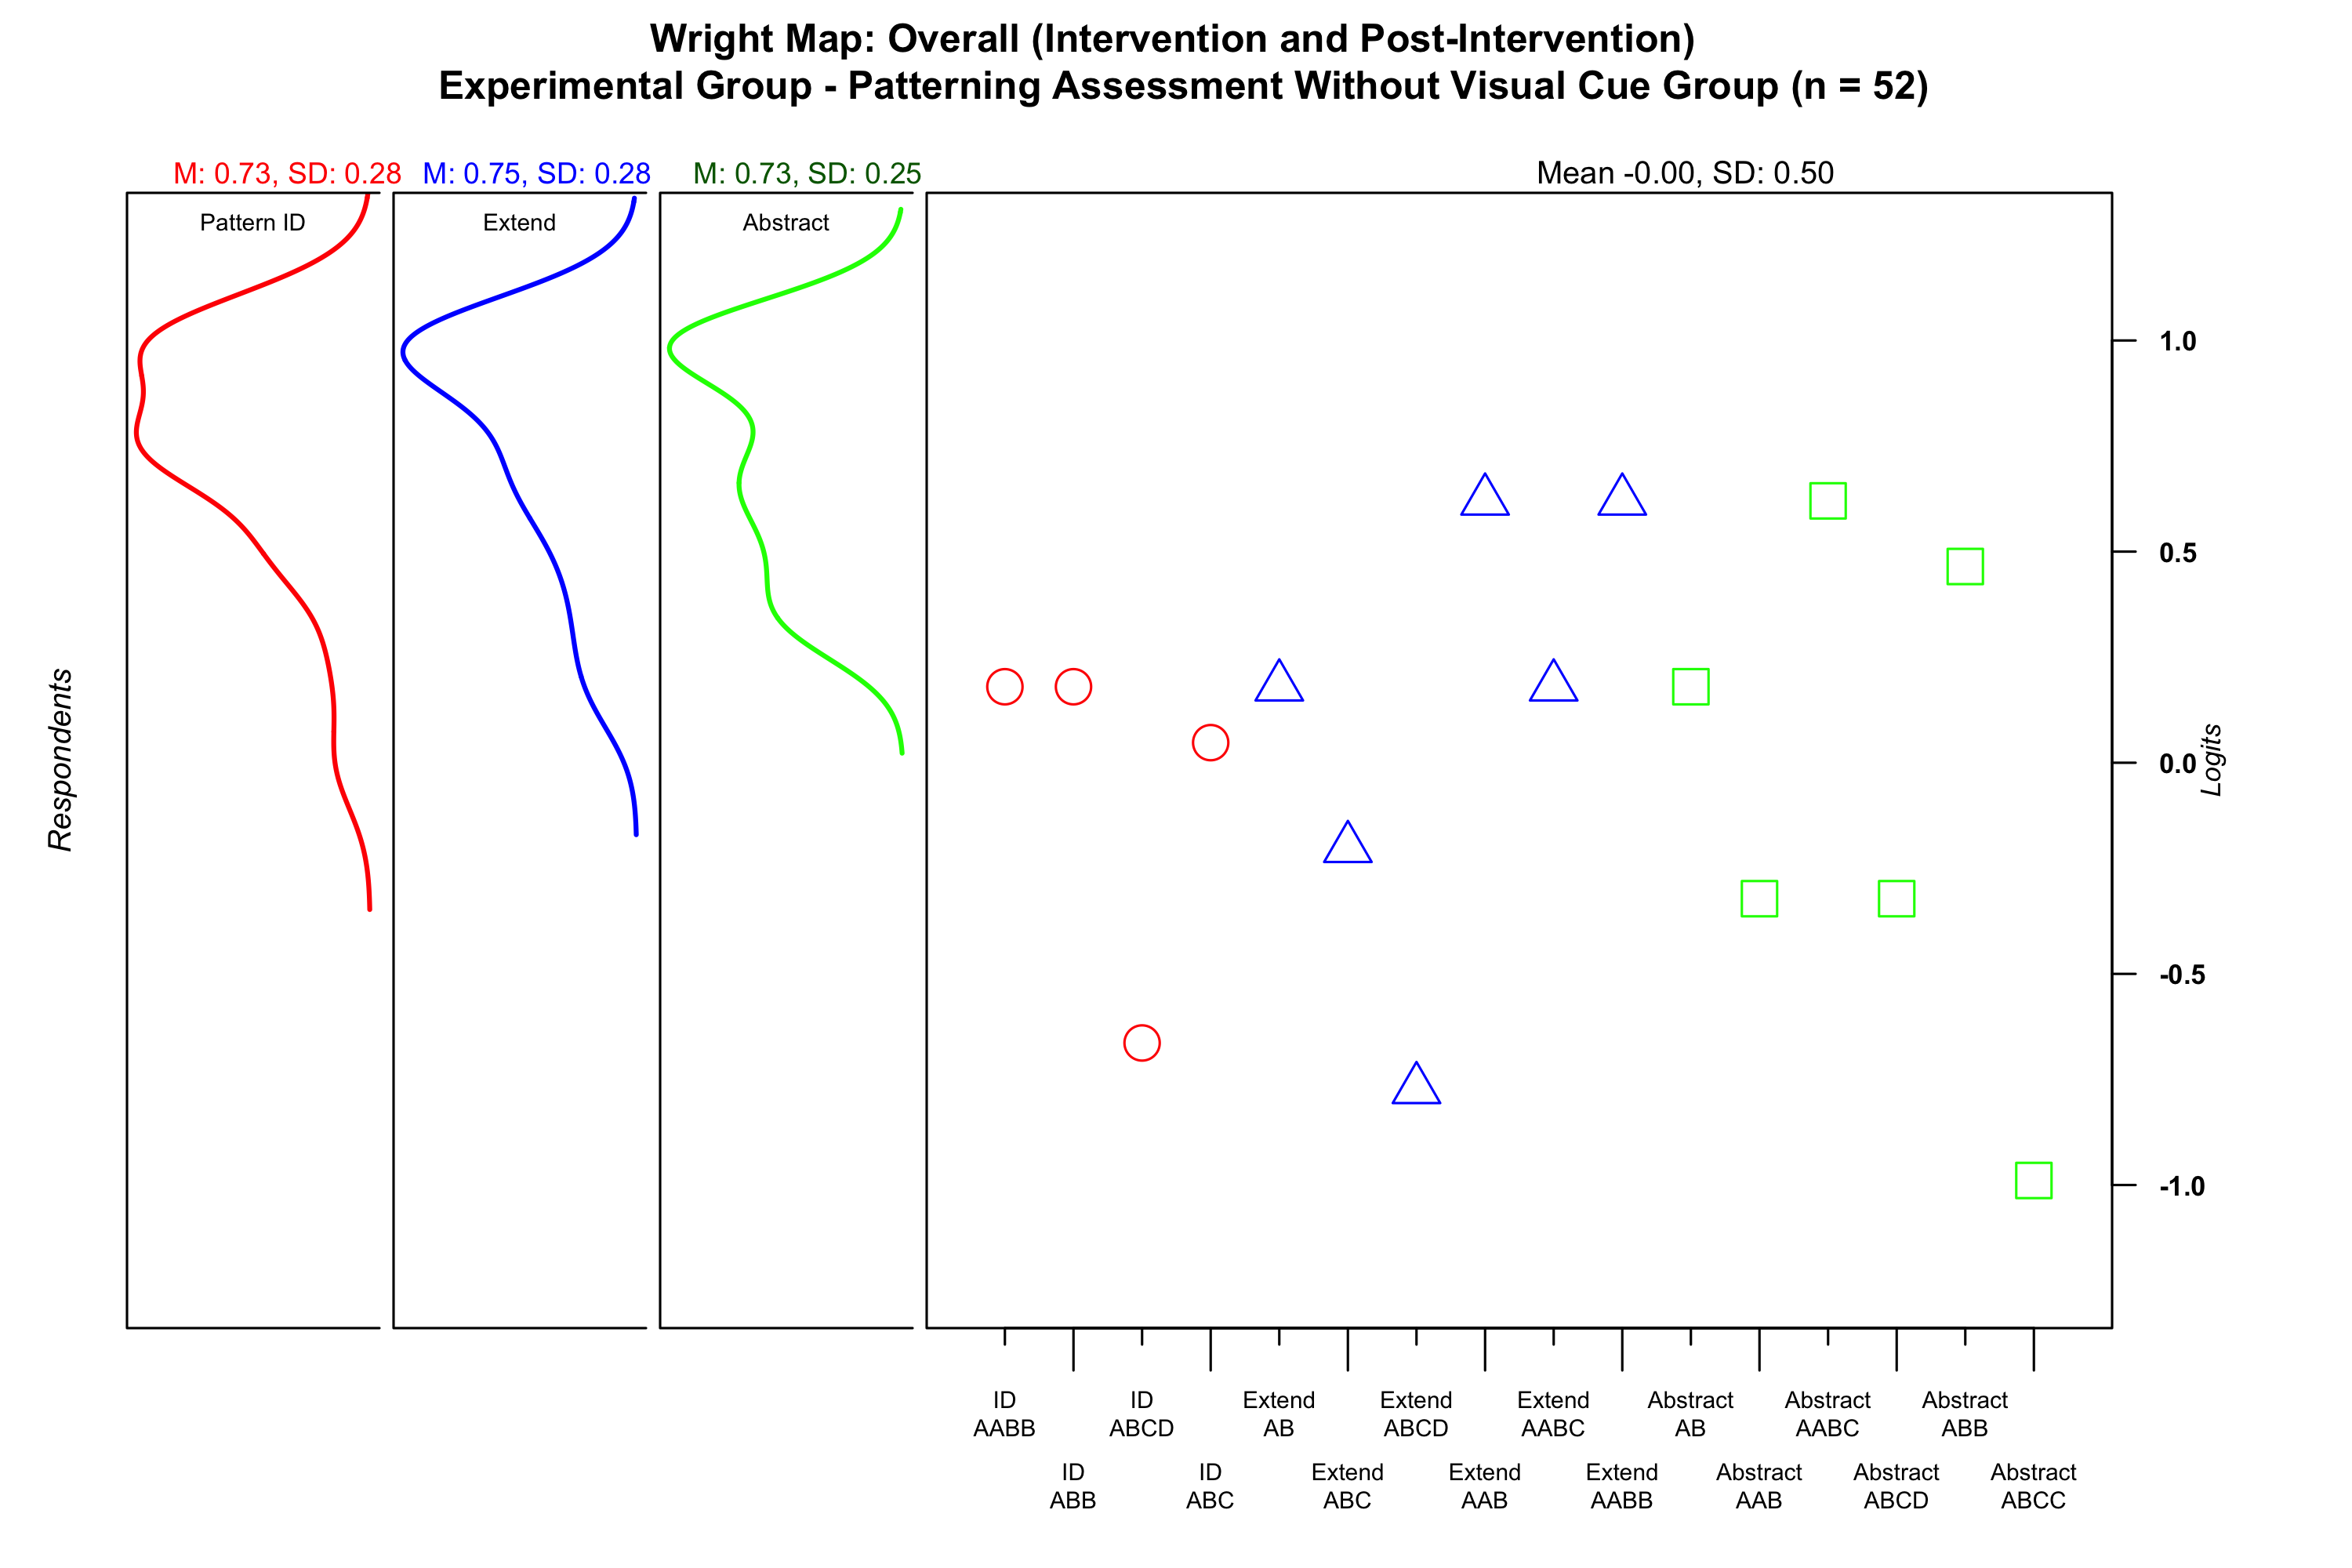 Wright Map: Overall (Intervention and Post-Intervention)
Experimental Group - Patterning Assessment Without Visual Cue Group (n = 52)
M: 0.73, SD: 0.28
M: 0.75, SD: 0.28
M: 0.73, SD: 0.25
Mean -0.00, SD: 0.50
Pattern ID
Extend
Abstract
Respondents
1.0
0.5
0.0
-0.5
-1.0
Logits
ID
AABB
ID
ABB
ID
ABCD
ID
ABC
Extend
AB
Extend
ABC
Extend
ABCD
Extend
AAB
Extend
AABC
Extend
AABB
Abstract
AB
Abstract
AAB
Abstract
AABC
Abstract
ABCD
Abstract
ABB
Abstract
ABCC